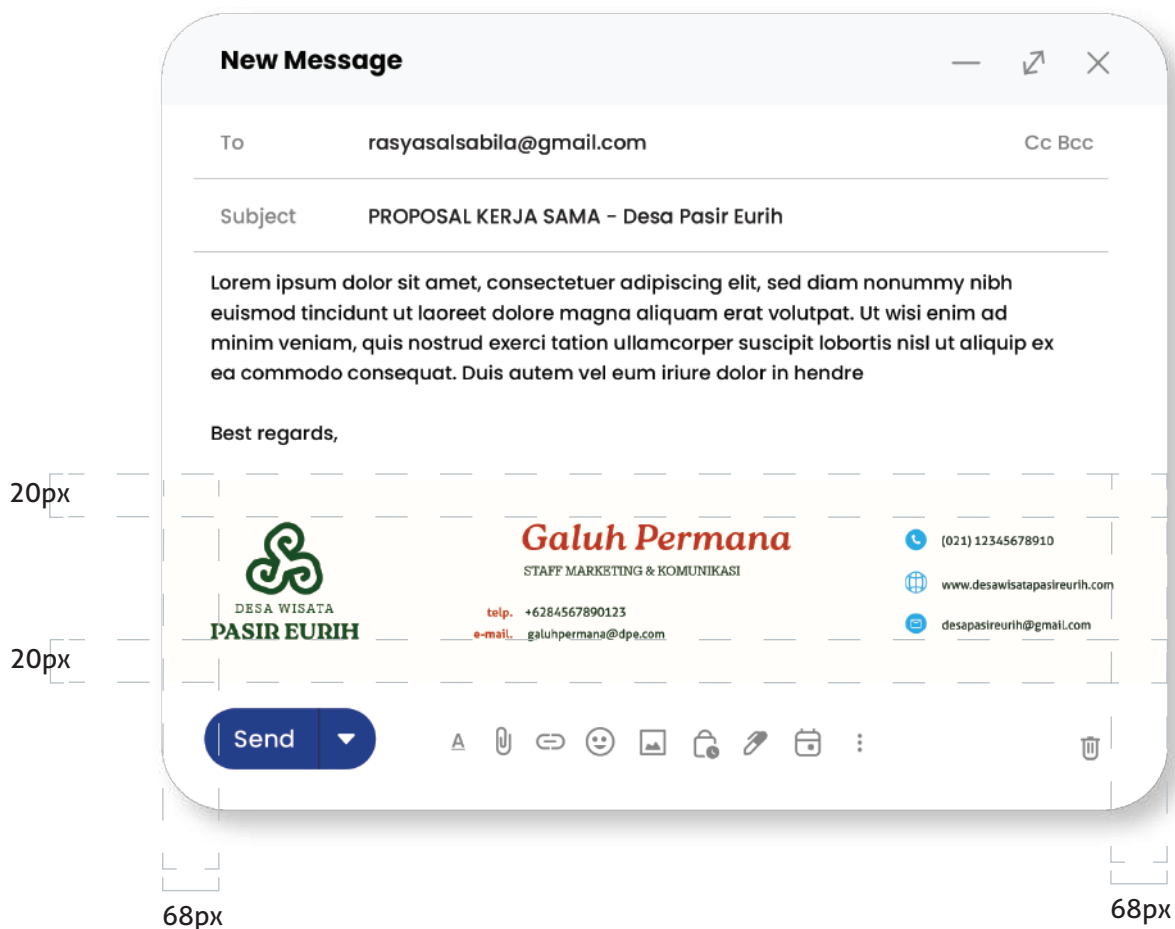 New Message
To rasyasalsabila@gmail.com Cc Bcc
Subject PROPOSAL KERJA SAMA - Desa Pasir Eurih
Lorem ipsum dolor sit amet, consectetuer adipiscing elit, sed diam nonummy nibh
euismod tincidunt ut laoreet dolore magna aliquam erat volutpat. Ut wisi enim ad
minim veniam, quis nostrud exerci tation ullamcorper suscipit lobortis nisl ut aliquip ex
ea commodo consequat. Duis autem vel eum iriure dolor in hendre
Best regards,
20px
DESA WISATA
PASIR EURIH
Galuh Permana
STAFF MARKETING & KOMUNIKASI
telp. +6284567890123
e-mail. galuhpermana@dpe.com
(021) 12345678910
www.desawisatapasireurih.com
desapasireurih@gmail.com
20px
Send
A
68px
68px